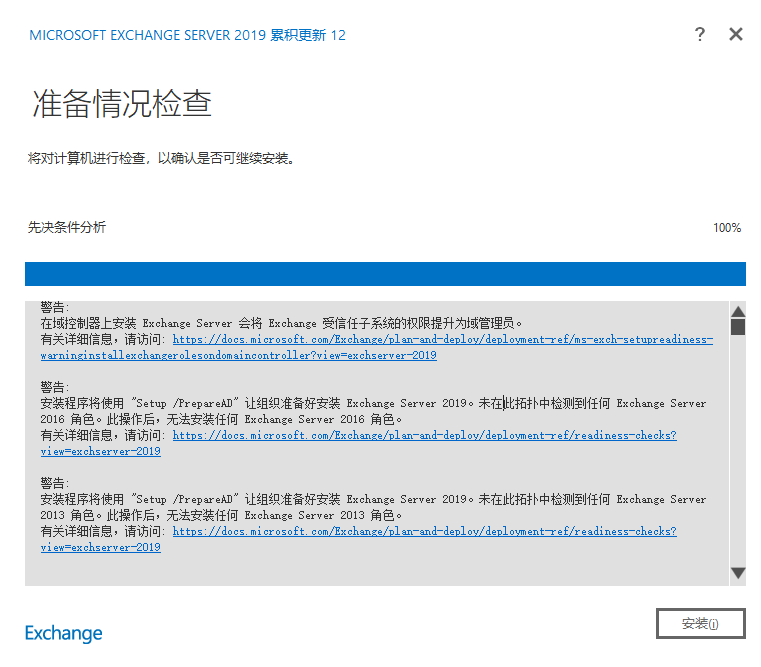 MICROSOFT EXCHANGE SERVER 2019 累积更新 12
? ×
准备情况检查
将对计算机进行检查，以确认是否可继续安装。
先决条件分析 100%
警告:
在域控制器上安装 Exchange Server 会将 Exchange 受信任子系统的权限提升为域管理员。
有关详细信息，请访问: https://docs.microsoft.com/Exchange/plan-and-deploy/deployment-ref/ms-exch-setupreadiness-
warninginstallexchangerolesondomaincontroller?view=exchserver-2019
警告:
安装程序将使用 "Setup /PrepareAD" 让组织准备好安装 Exchange Server 2019。未在此拓扑中检测到任何 Exchange Server
2016 角色。此操作后，无法安装任何 Exchange Server 2016 角色。
有关详细信息，请访问: https://docs.microsoft.com/Exchange/plan-and-deploy/deployment-ref/readiness-checks?
view=exchserver-2019
警告:
安装程序将使用 "Setup /PrepareAD" 让组织准备好安装 Exchange Server 2019。未在此拓扑中检测到任何 Exchange Server
2013 角色。此操作后，无法安装任何 Exchange Server 2013 角色。
有关详细信息，请访问: https://docs.microsoft.com/Exchange/plan-and-deploy/deployment-ref/readiness-checks?
view=exchserver-2019
Exchange
安装(i)